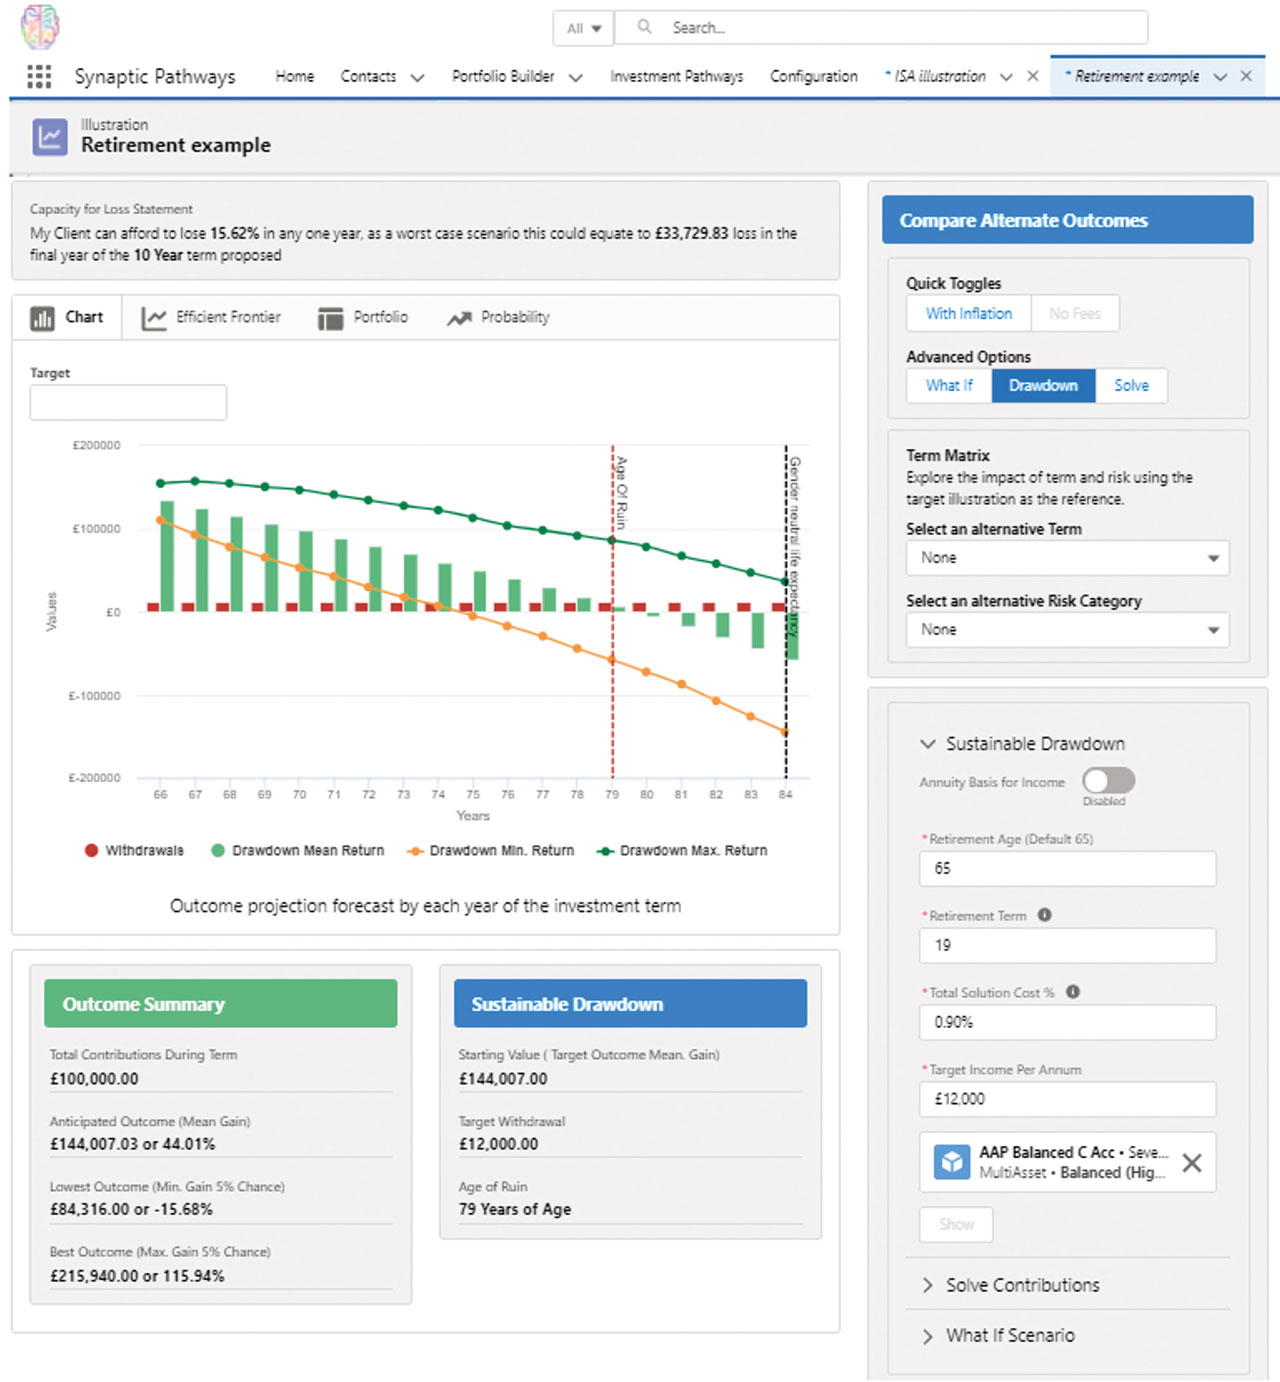 All
Search...
Synaptic Pathways
Home
Contacts
Portfolio Builder
Investment Pathways
Configuration
* ISA illustration
* Retirement example
Illustration
Retirement example
Capacity for Loss Statement
My Client can afford to lose 15.62% in any one year, as a worst case scenario this could equate to £33,729.83 loss in the
final year of the 10 Year term proposed
Chart
Efficient Frontier
Portfolio
Probability
Target
£200000
£100000
£0
£-100000
£-200000
Values
Age Of Ruin
Gender neutral life expectancy
66 67 68 69 70 71 72 73 74 75 76 77 78 79 80 81 82 83 84
Years
Withdrawals
Drawdown Mean Return
Drawdown Min. Return
Drawdown Max. Return
Outcome projection forecast by each year of the investment term
Outcome Summary
Total Contributions During Term
£100,000.00
Anticipated Outcome (Mean Gain)
£144,007.03 or 44.01%
Lowest Outcome (Min. Gain 5% Chance)
£84,316.00 or -15.68%
Best Outcome (Max. Gain 5% Chance)
£215,940.00 or 115.94%
Sustainable Drawdown
Starting Value ( Target Outcome Mean. Gain)
£144,007.00
Target Withdrawal
£12,000.00
Age of Ruin
79 Years of Age
Compare Alternate Outcomes
Quick Toggles
With Inflation
No Fees
Advanced Options
What If
Drawdown
Solve
Term Matrix
Explore the impact of term and risk using the
target illustration as the reference.
Select an alternative Term
None
Select an alternative Risk Category
None
Sustainable Drawdown
Annuity Basis for Income
Disabled
*Retirement Age (Default 65)
65
*Retirement Term
19
*Total Solution Cost %
0.90%
*Target Income Per Annum
£12,000
AAP Balanced C Acc • Seve...
MultiAsset • Balanced (Hig...
Show
Solve Contributions
What If Scenario